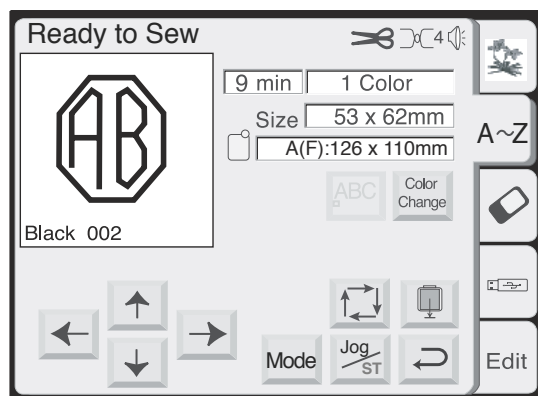 Ready to Sew
4
AB
9 min
1 Color
Size
53 x 62mm
A(F):126 x 110mm
Black 002
ABC
Color
Change
Mode
Jog/ST
A~Z
Edit